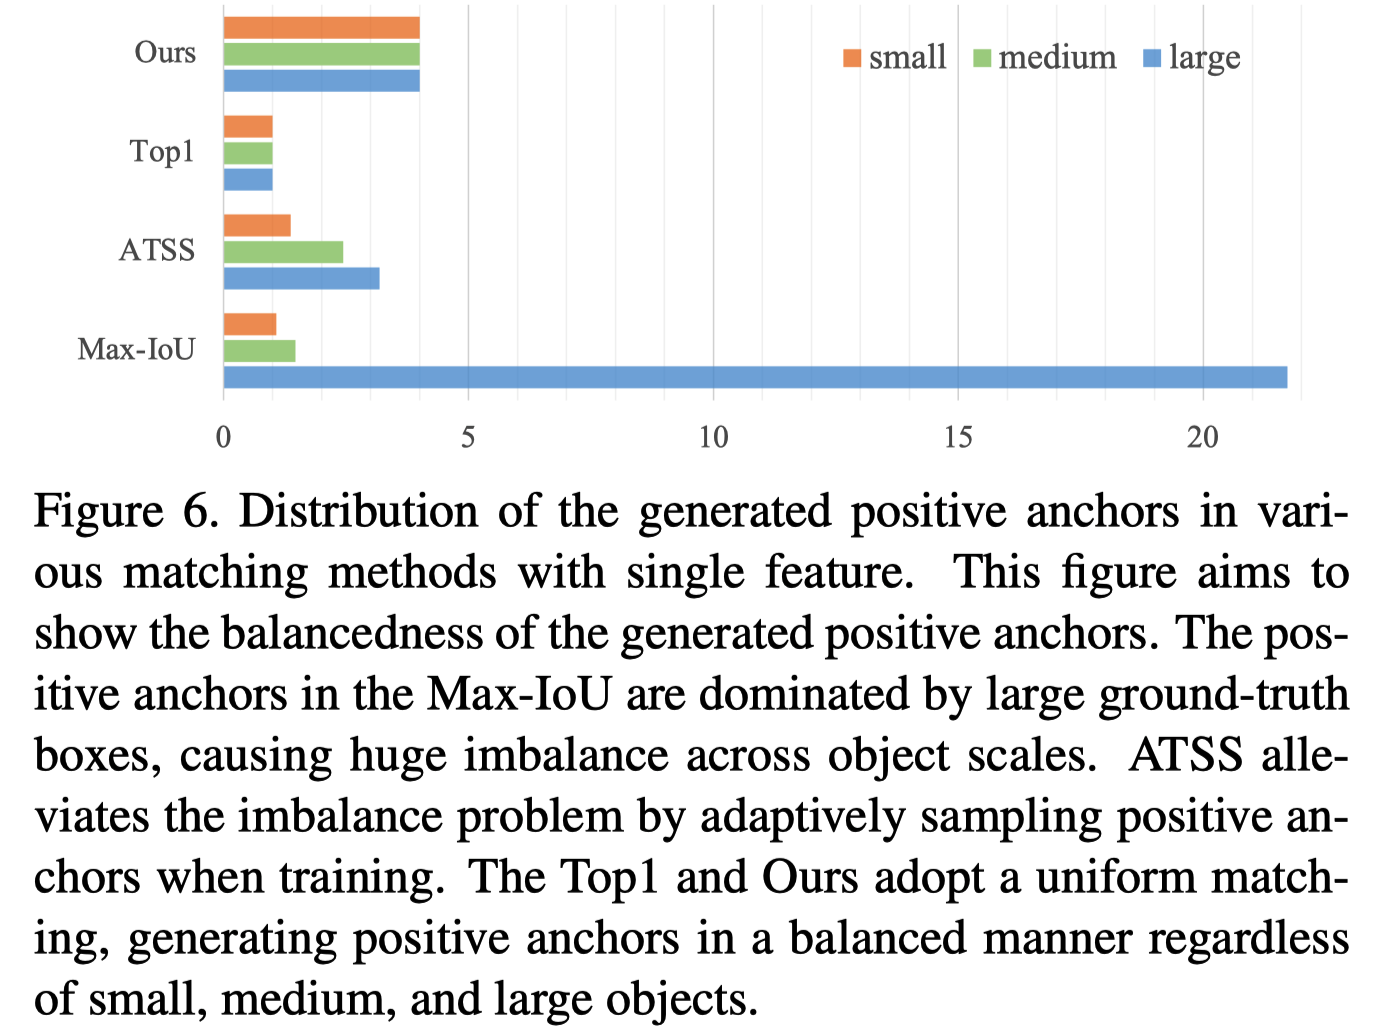 Ours
small medium large
Top1
ATSS
Max-IoU
0 5 10 15 20
Figure 6. Distribution of the generated positive anchors in vari-
ous matching methods with single feature. This figure aims to
show the balancedness of the generated positive anchors. The pos-
itive anchors in the Max-IoU are dominated by large ground-truth
boxes, causing huge imbalance across object scales. ATSS alle-
viates the imbalance problem by adaptively sampling positive an-
chors when training. The Top1 and Ours adopt a uniform match-
ing, generating positive anchors in a balanced manner regardless
of small, medium, and large objects.